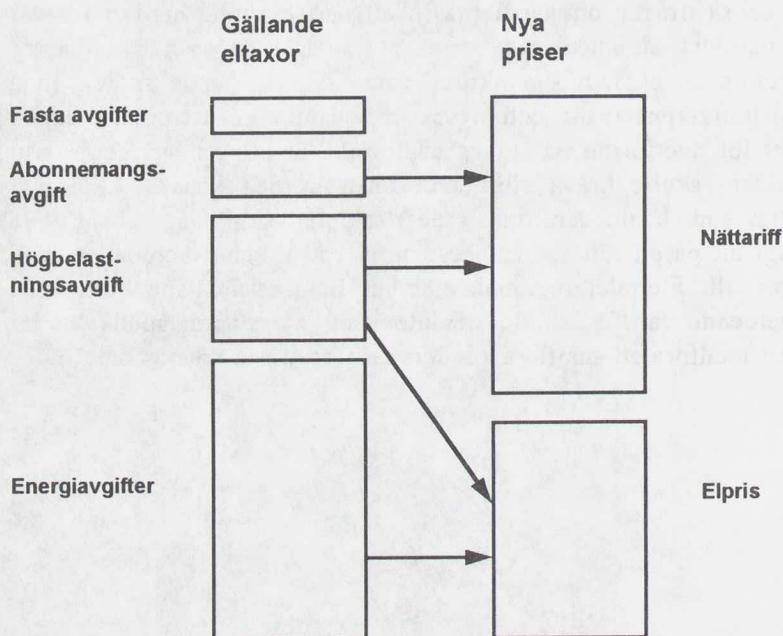 Gällande
eltaxor
Nya
priser
Fasta avgifter
Abonnemangs-
avgift
Högbelast-
ningsavgift
Nättariff
Energiavgifter
Elpris